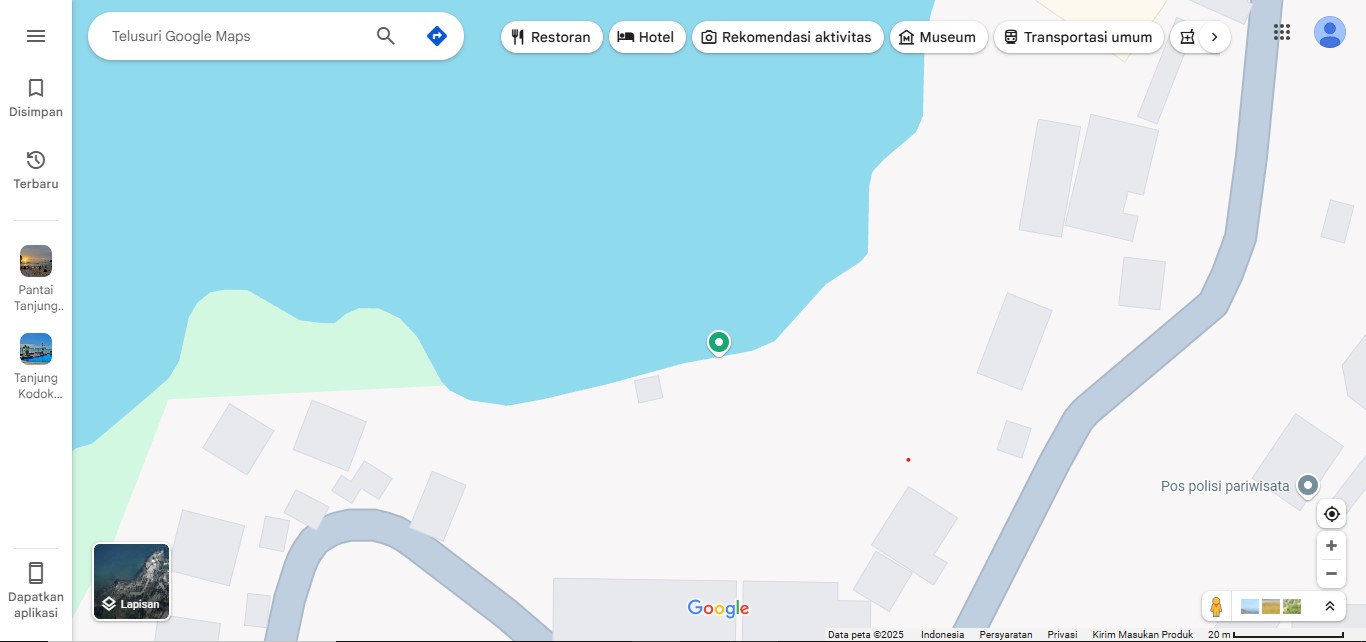 Telusuri Google Maps
Restoran
Hotel
Rekomendasi aktivitas
Museum
Transportasi umum
Disimpan
Terbaru
Pantai
Tanjung..
Tanjung
Kodok...
Dapatkan
aplikasi
Lapisan
Pos polisi pariwisata
Google
Data peta ©2025 Indonesia Persyaratan Privasi Kirim Masukan Produk 20 m